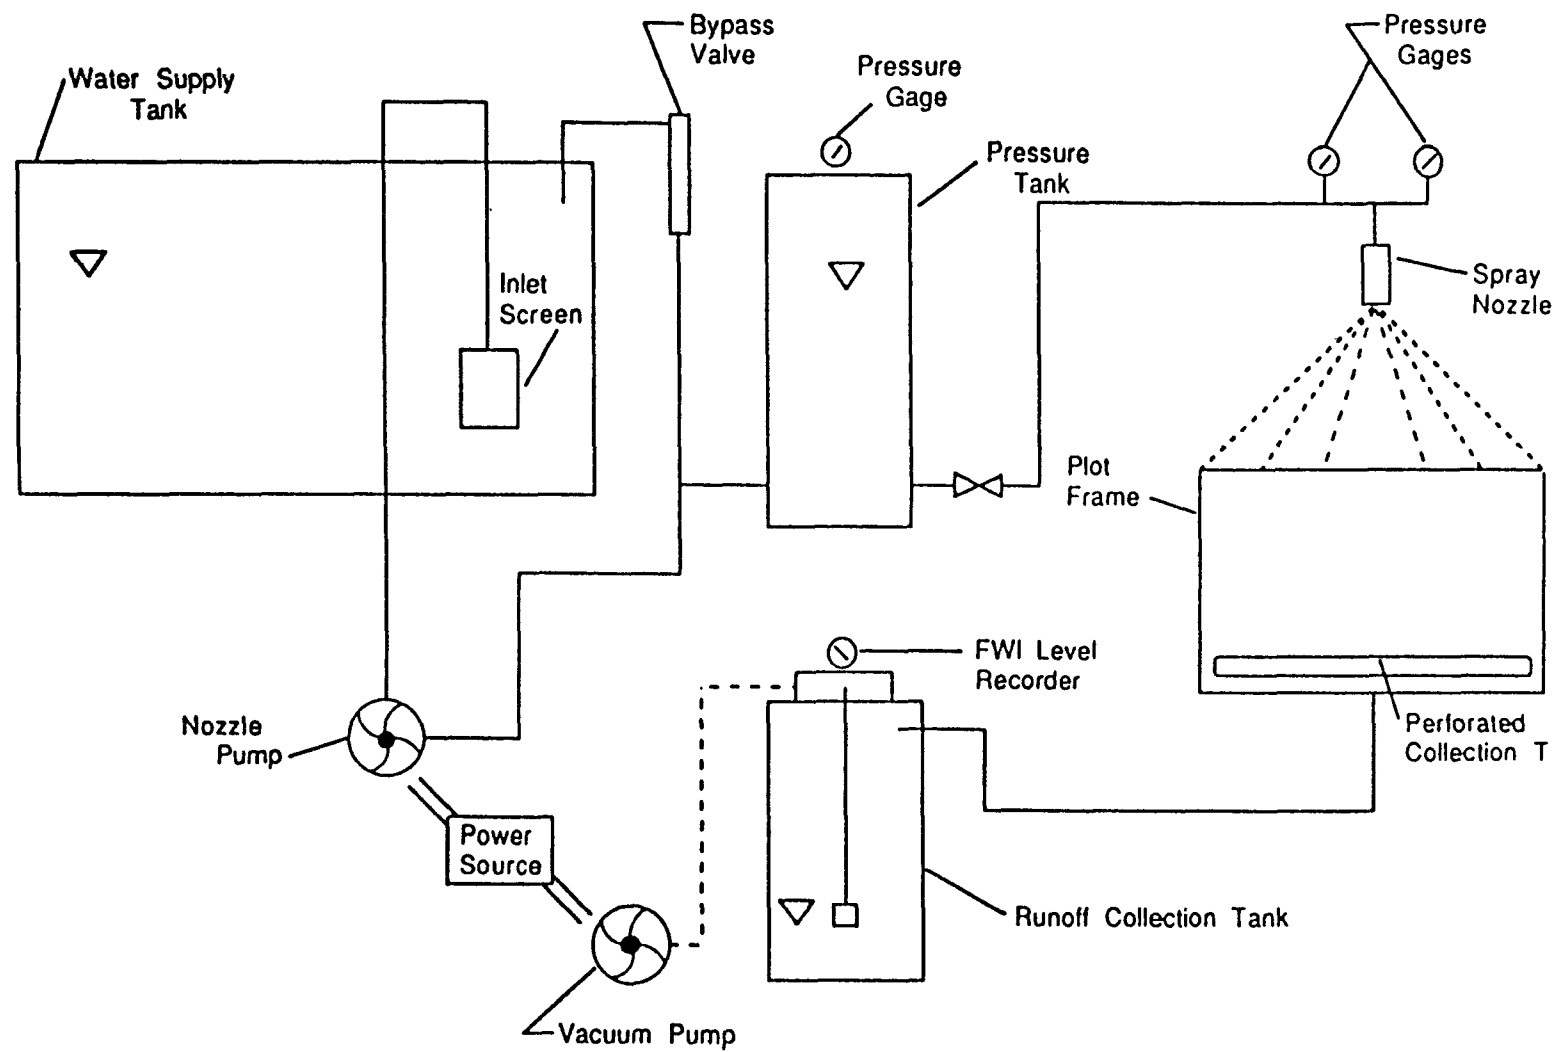 Bypass
Valve
Pressure
Gages
Water Supply
Tank
Pressure
Gage
Pressure
Tank
Inlet
Screen
Spray
Nozzle
Plot
Frame
FWI Level
Recorder
Nozzle
Pump
Perforated
Collection T
Power
Source
Runoff Collection Tank
Vacuum Pump